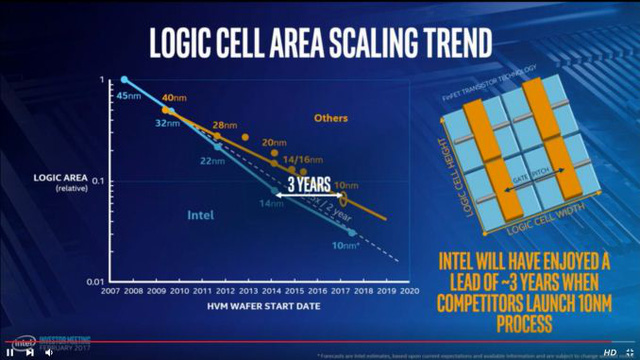 LOGIC CELL AREA SCALING TREND
FinFET TRANSISTOR TECHNOLOGY
1
45nm
40nm
32nm
28nm
Others
22nm
20nm
14/16nm
LOGIC AREA
(relative)
0.1
3 YEARS
10nm
14nm
Intel
/ 2 year
10nm*
0.01
2007 2008 2009 2010 2011 2012 2013 2014 2015 2016 2017 2018 2019 2020
HVM WAFER START DATE
LOGIC CELL HEIGHT
GATE PITCH
LOGIC CELL WIDTH
INTEL WILL HAVE ENJOYED A
LEAD OF ~3 YEARS WHEN
COMPETITORS LAUNCH 10NM
PROCESS
intel
INVESTOR MEETING
FEBRUARY 2017
HD
* Forecasts are Intel estimates, based upon current expectations and available information and are subject to change